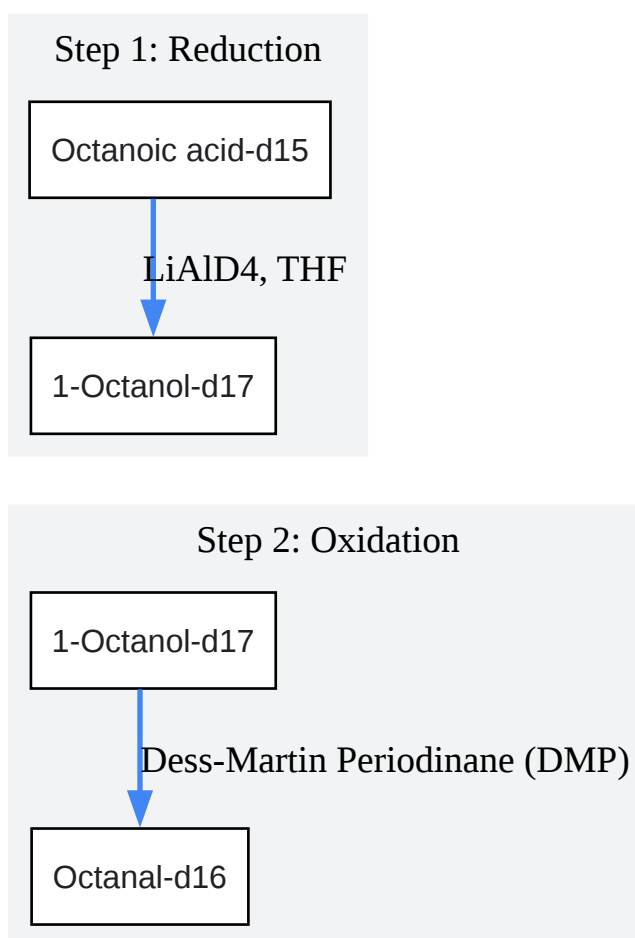 Step 1: Reduction
Octanoic acid-d15
LiAlD4, THF
1-Octanol-d17
Step 2: Oxidation
1-Octanol-d17
Dess-Martin Periodinane (DMP)
Octanal-d16